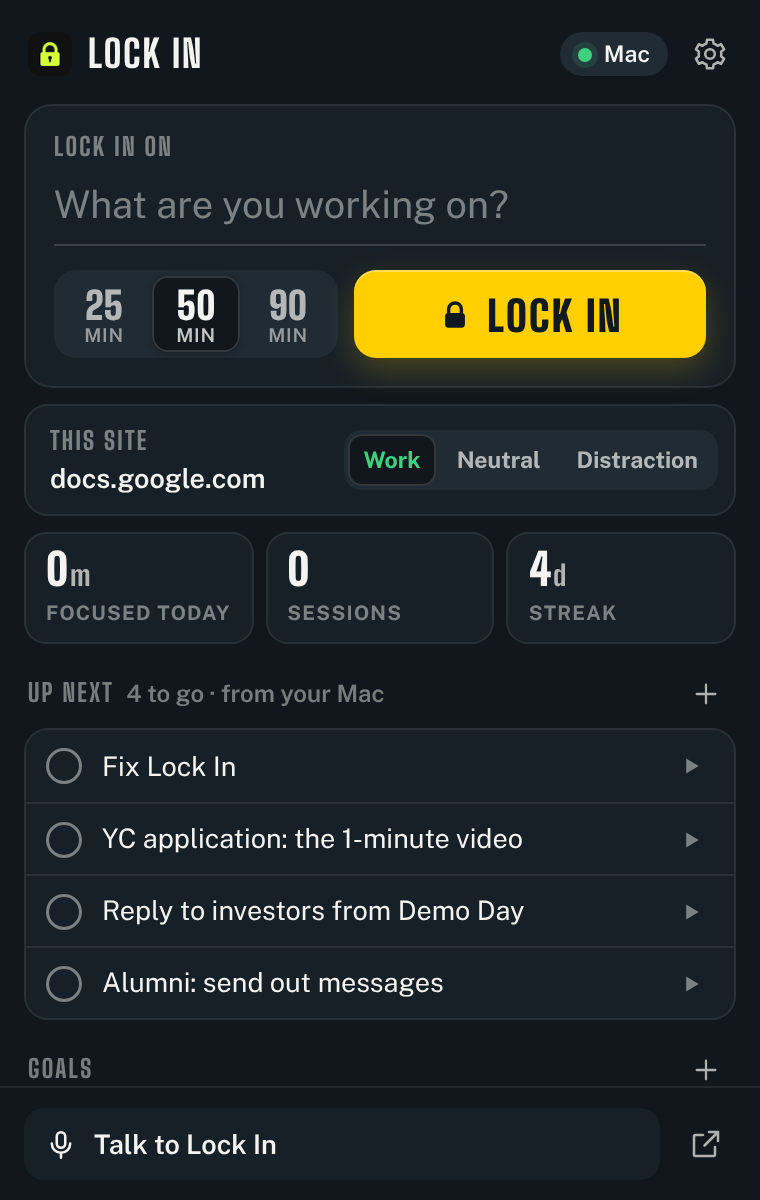 LOCK IN
Mac
LOCK IN ON
What are you working on?
25 MIN
50 MIN
90 MIN
LOCK IN
THIS SITE
docs.google.com
Work
Neutral
Distraction
0m
FOCUSED TODAY
0
SESSIONS
4d
STREAK
UP NEXT 4 to go · from your Mac
Fix Lock In
YC application: the 1-minute video
Reply to investors from Demo Day
Alumni: send out messages
GOALS
Talk to Lock In